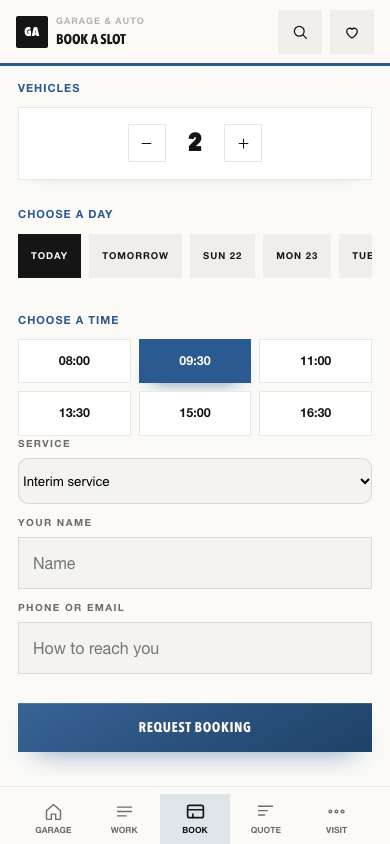 GA
GARAGE & AUTO
BOOK A SLOT
VEHICLES
− 2 +
CHOOSE A DAY
TODAY TOMORROW SUN 22 MON 23 TUE
CHOOSE A TIME
08:00 09:30 11:00
13:30 15:00 16:30
SERVICE
Interim service
YOUR NAME
Name
PHONE OR EMAIL
How to reach you
REQUEST BOOKING
GARAGE WORK BOOK QUOTE VISIT